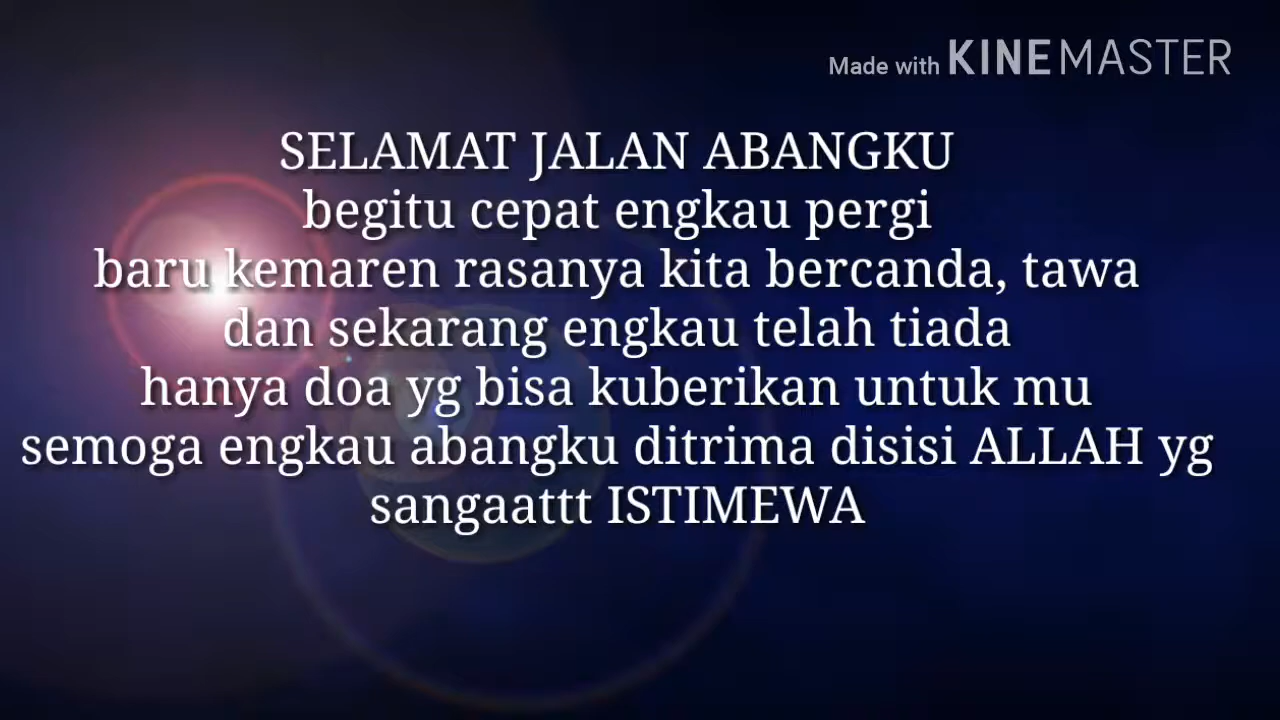 Made with KINEMASTER
SELAMAT JALAN ABANGKU
begitu cepat engkau pergi
baru kemaren rasanya kita bercanda, tawa
dan sekarang engkau telah tiada
hanya doa yg bisa kuberikan untuk mu
semoga engkau abangku ditrima disisi ALLAH yg
sangaattt ISTIMEWA